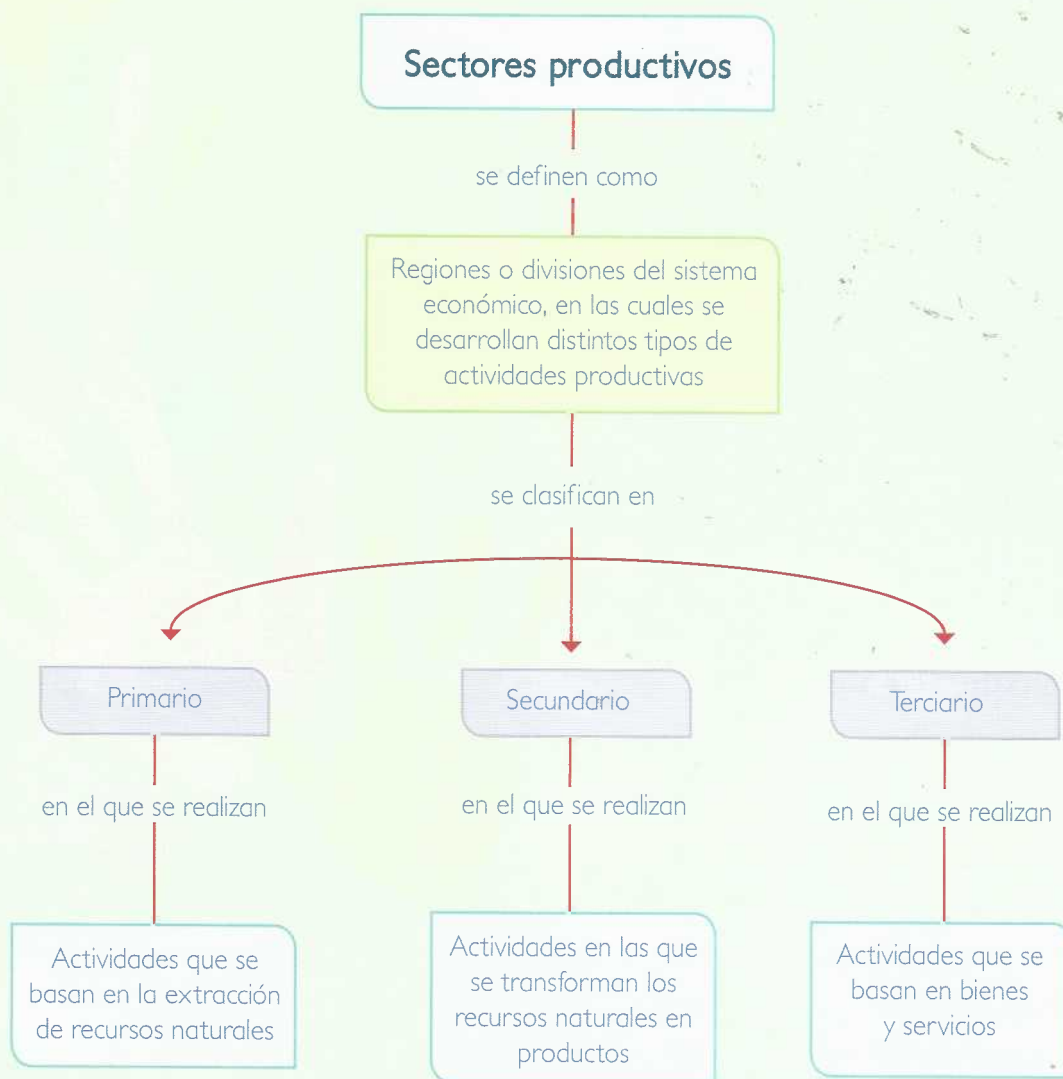 Sectores productivos
se definen como
Regiones o divisiones del sistema
económico, en las cuales se
desarrollan distintos tipos de
actividades productivas
se clasifican en
Primario
en el que se realizan
Actividades que se
basan en la extracción
de recursos naturales
Secundario
en el que se realizan
Actividades en las que
se transforman los
recursos naturales en
productos
Terciario
en el que se realizan
Actividades que se
basan en bienes
y servicios